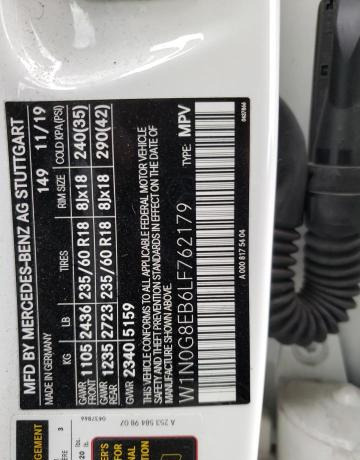 MFD BY MERCEDES-BENZ AG STUTTGART
MADE IN GERMANY 149 11/19
KG LB TIRES RIM SIZE COLD kPA(PSI)
GAWR FRONT 1105 2436 235/60 R18 8Jx18 240(35)
GAWR REAR 1235 2723 235/60 R18 8Jx18 290(42)
GVWR 2340 5159
THIS VEHICLE CONFORMS TO ALL APPLICABLE FEDERAL MOTOR VEHICLE
SAFETY AND THEFT PREVENTION STANDARDS IN EFFECT ON THE DATE OF
MANUFACTURE SHOWN ABOVE.
W1N0G8EB6LF762179 TYPE: MPV
A 000 817 54 04
A 253 584 98 07